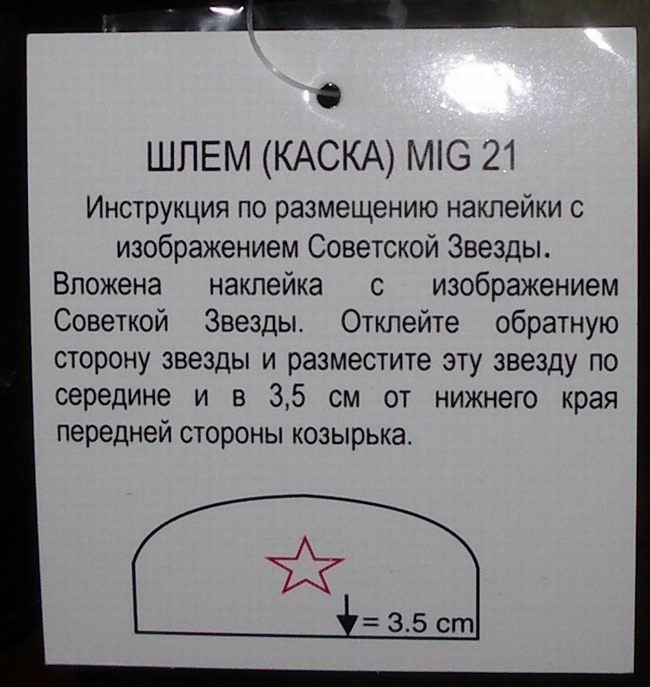 ШЛЕМ (КАСКА) MIG 21
Инструкция по размещению наклейки с
изображением Советской Звезды.
Вложена наклейка с изображением
Советкой Звезды. Отклейте обратную
сторону звезды и разместите эту звезду по
середине и в 3,5 см от нижнего края
передней стороны козырька.
= 3.5 cm